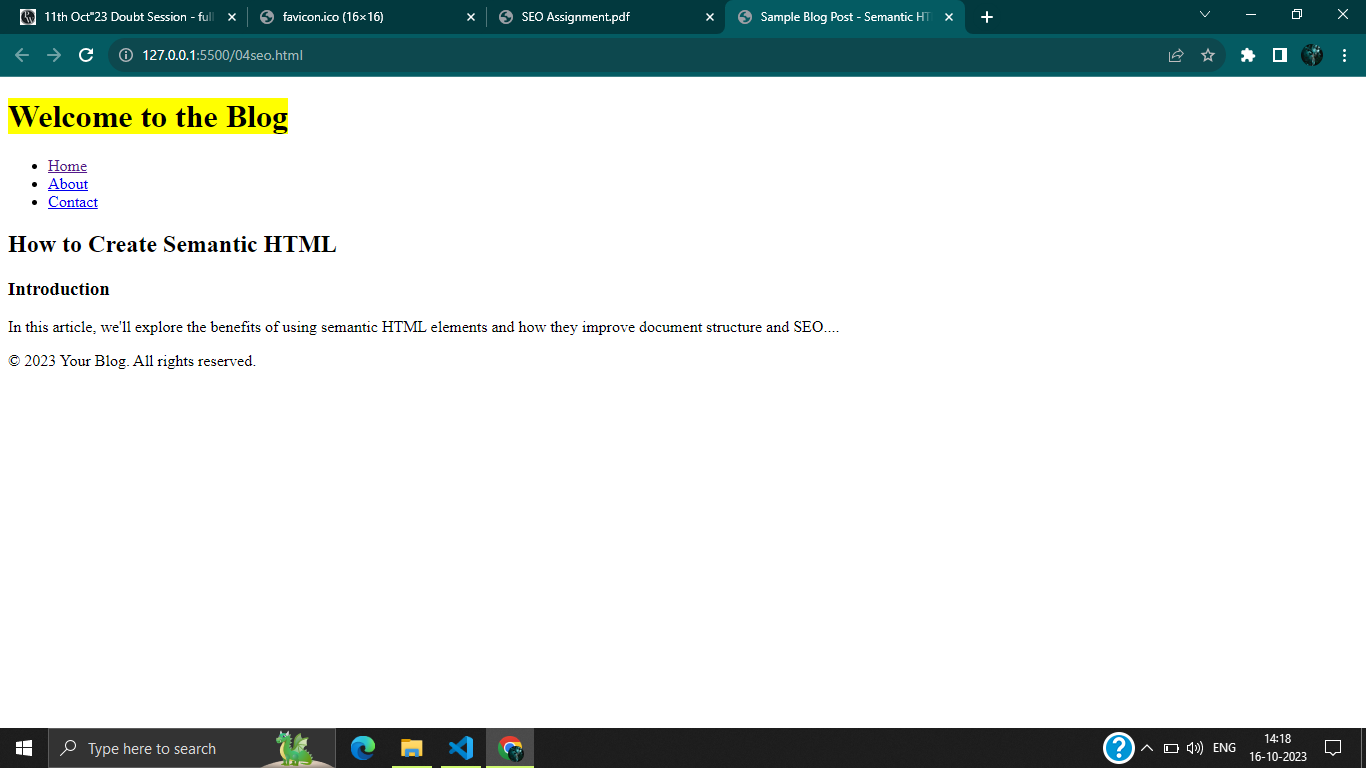 11th Oct"23 Doubt Session - full
favicon.ico (16×16)
SEO Assignment.pdf
Sample Blog Post - Semantic HT
127.0.0.1:5500/04seo.html
Welcome to the Blog
Home
About
Contact
How to Create Semantic HTML
Introduction
In this article, we'll explore the benefits of using semantic HTML elements and how they improve document structure and SEO....
© 2023 Your Blog. All rights reserved.
Type here to search
ENG
14:18
16-10-2023